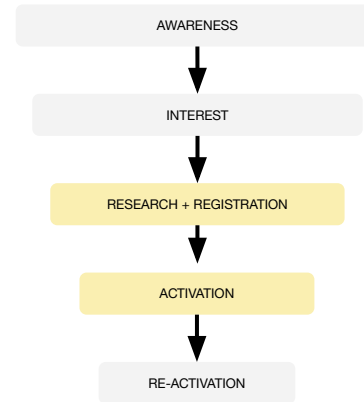 AWARENESS
INTEREST
RESEARCH + REGISTRATION
ACTIVATION
RE-ACTIVATION